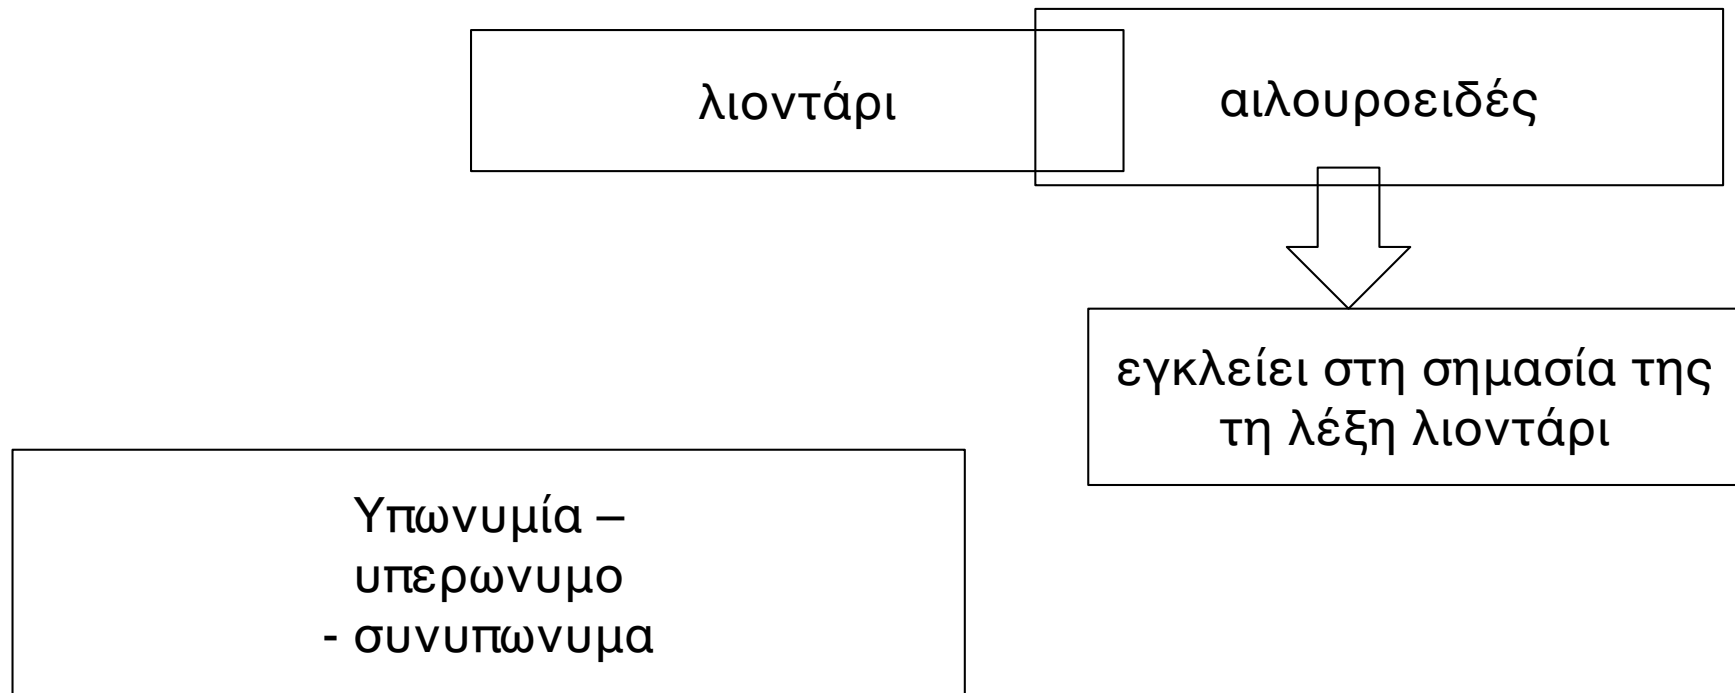 λιοντάρι
αιλουροειδές
εγκλείει στη σημασία της
τη λέξη λιοντάρι
Υπωνυμία –
υπερωνυμο
- συνυπωνυμα